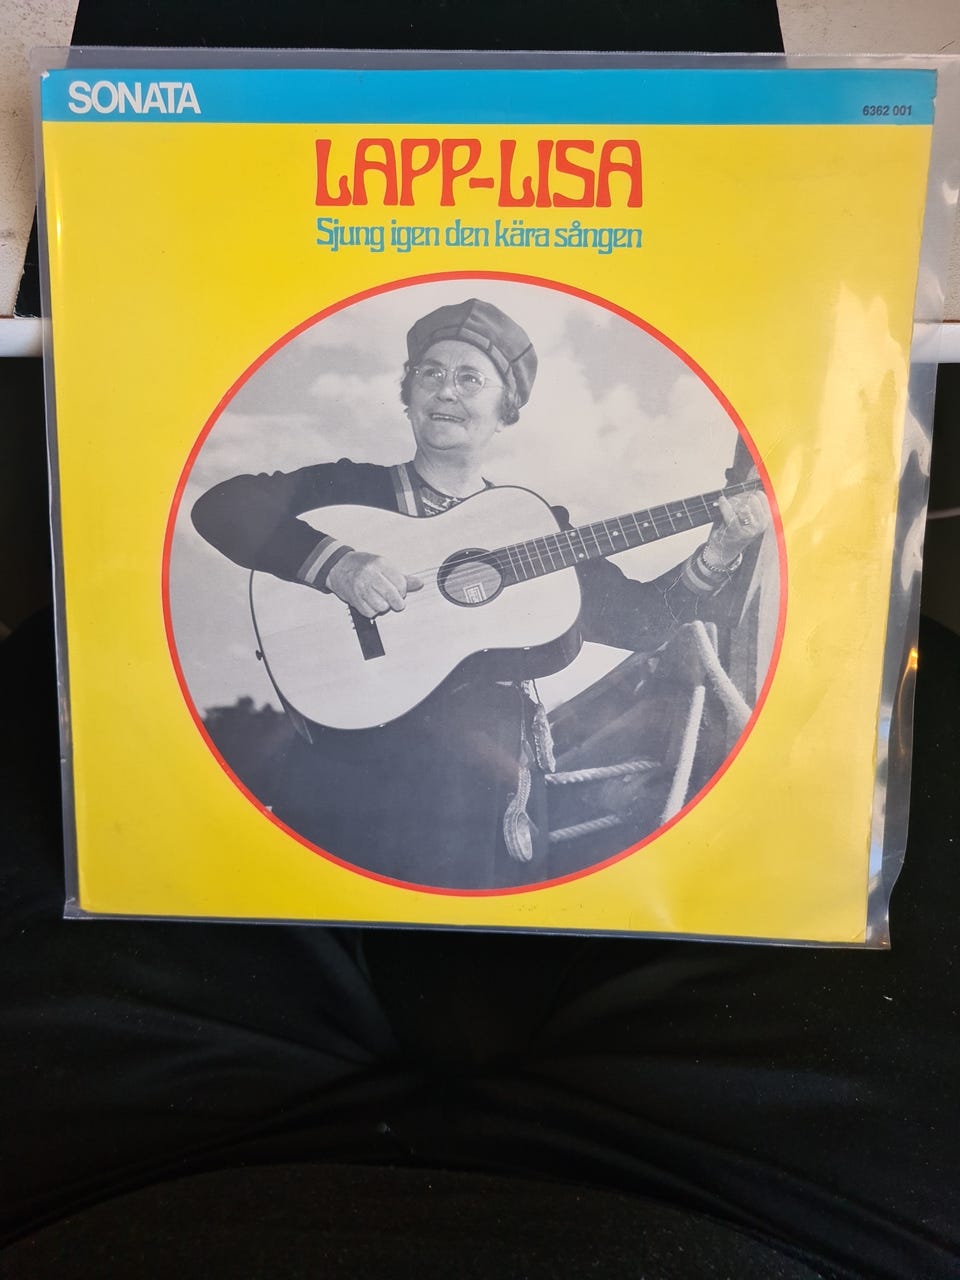 SONATA
6362 001
LAPP-LISA
Sjung igen den kära sången